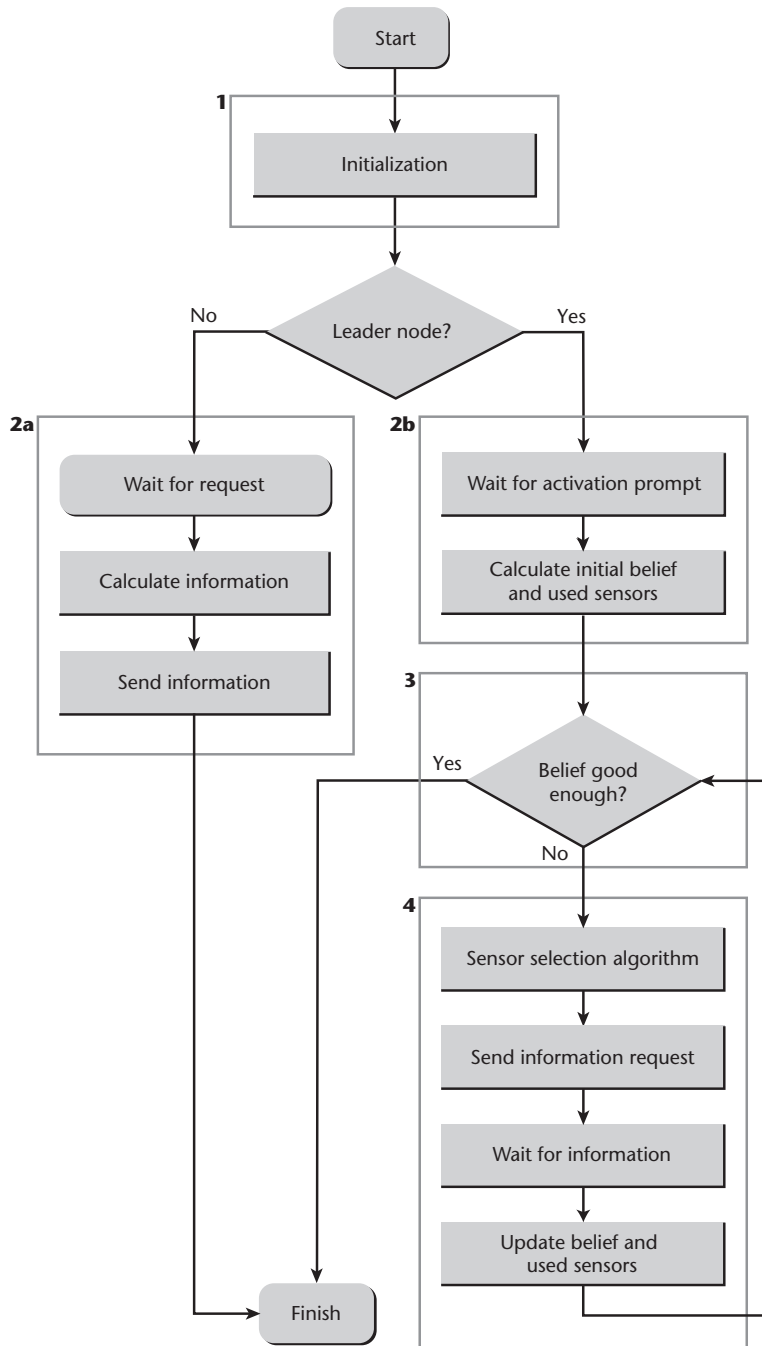 Start
1
Initialization
Leader node?
No
Yes
2a
Wait for request
Calculate information
Send information
2b
Wait for activation prompt
Calculate initial belief
and used sensors
3
Belief good
enough?
Yes
No
4
Sensor selection algorithm
Send information request
Wait for information
Update belief and
used sensors
Finish